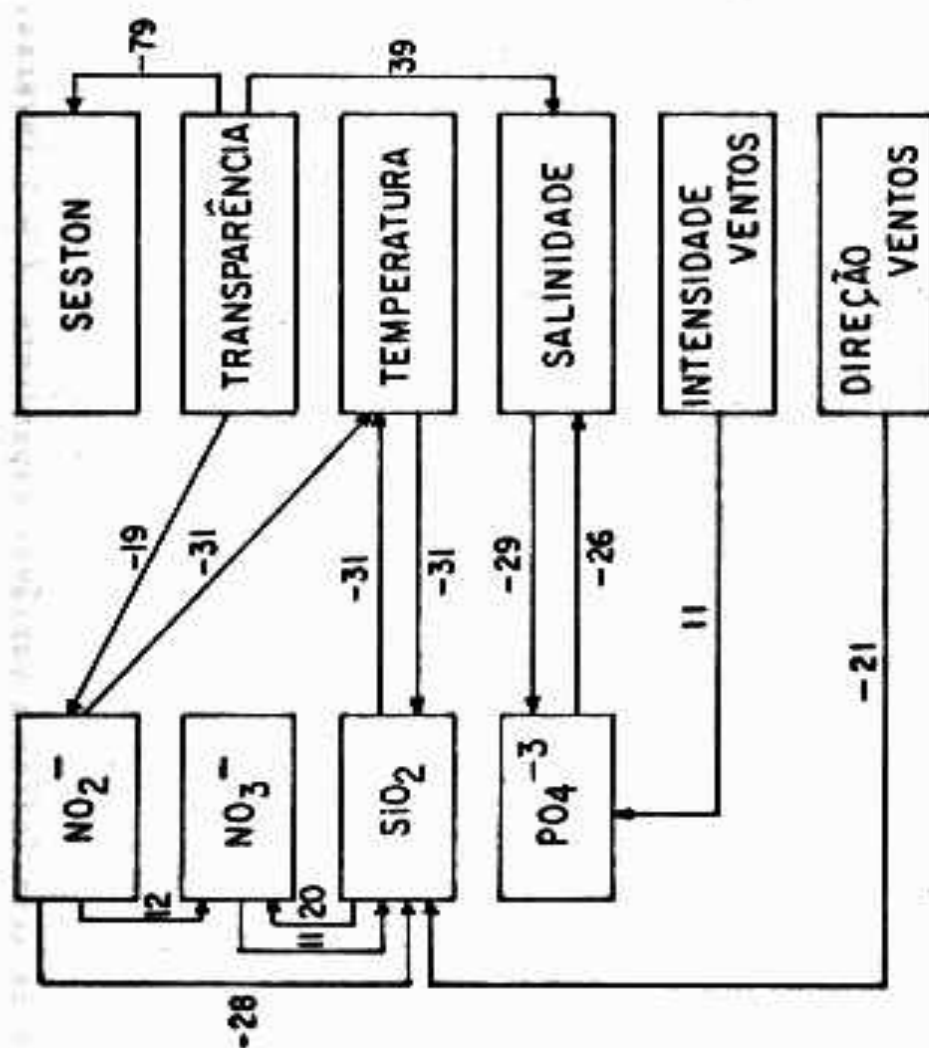 SESTON
TRANSPARÊNCIA
TEMPERATURA
SALINIDADE
INTENSIDADE
VENTOS
DIREÇÃO
VENTOS
-79
39
-19
-31
-31
-31
-29
-26
11
-21
NO2-
NO3-
SiO2
PO4-3
12
20
11
-28